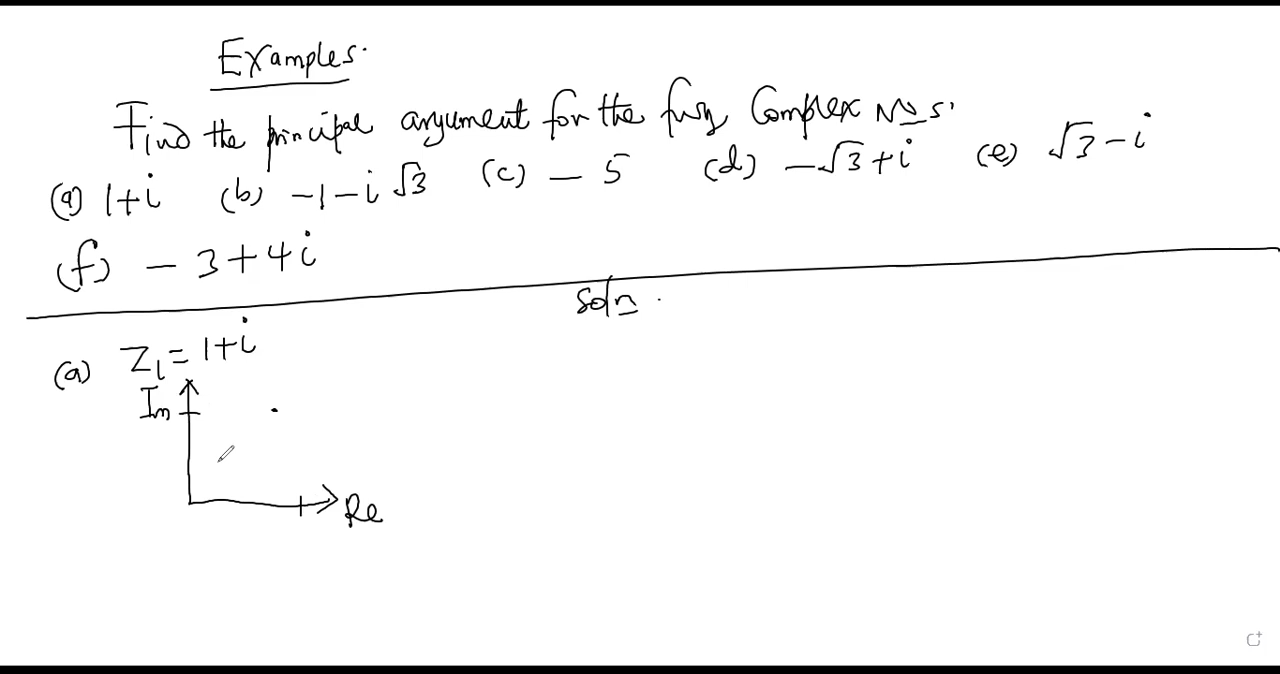 Examples.
Find the principal argument for the fwg Complex Nos.
(a) 1+i (b) -1-i√3 (c) -5 (d) -√3+i (e) √3-i
(f) -3+4i
Soln.
(a) Z₁=1+i
Im
Re